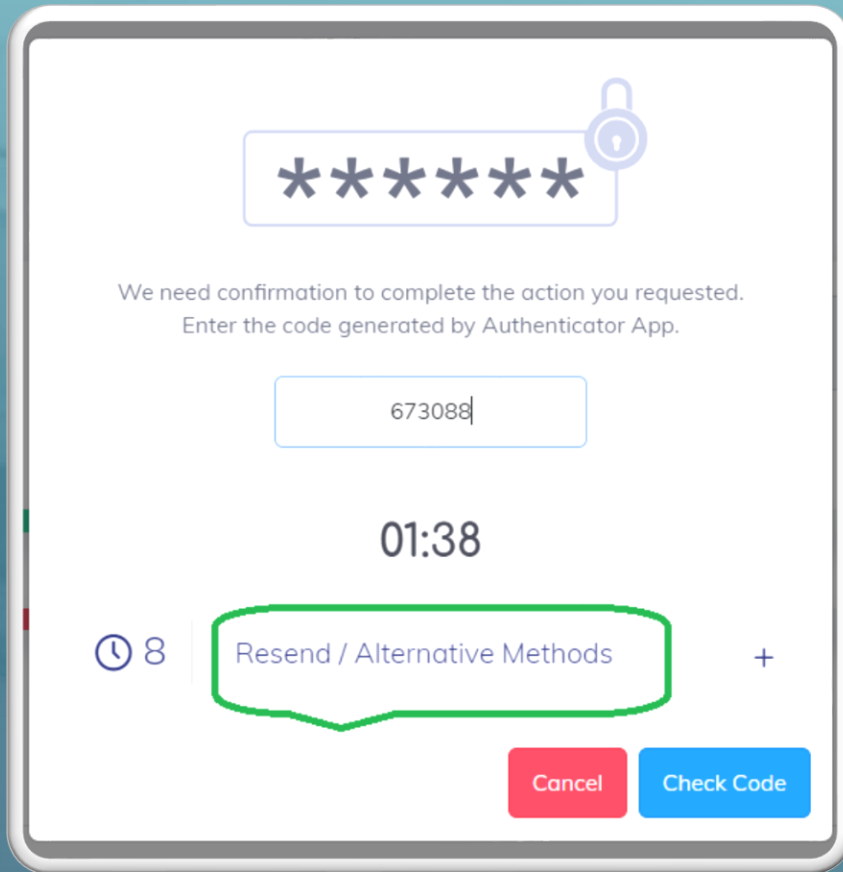 ******
We need confirmation to complete the action you requested.
Enter the code generated by Authenticator App.
673088
01:38
8 Resend / Alternative Methods +
Cancel Check Code